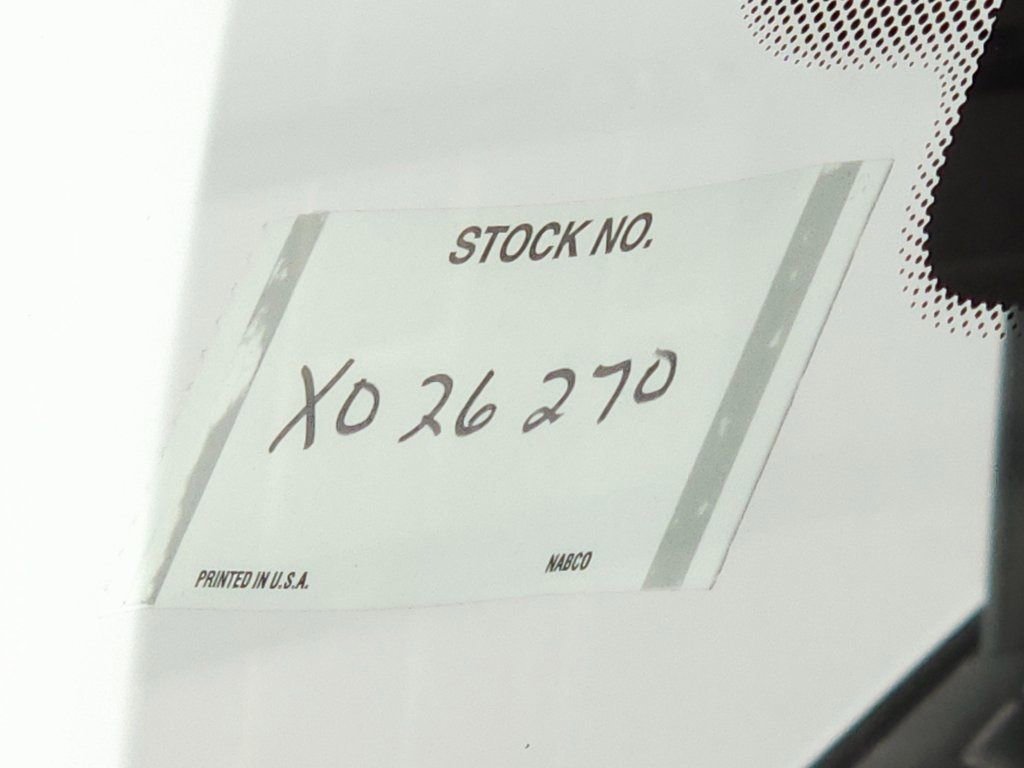 STOCK NO.
X0 26 270
PRINTED IN U.S.A. NABCO